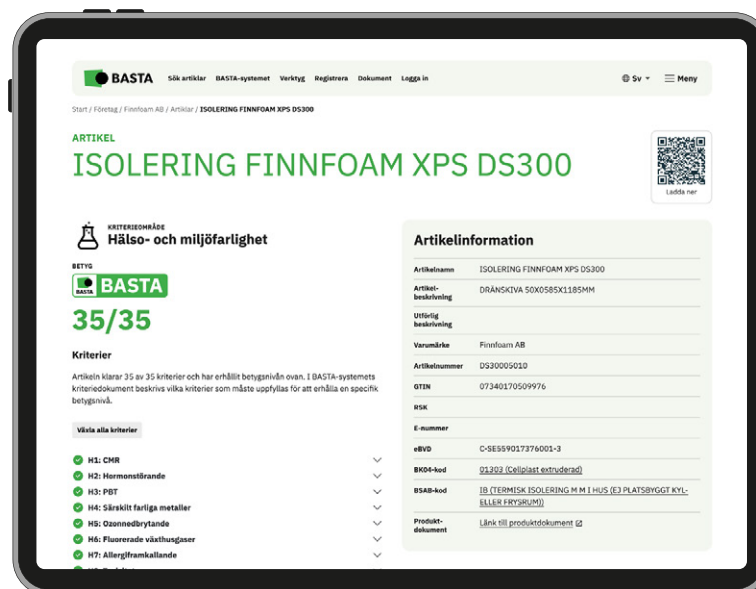 BASTA Sök artiklar BASTA-systemet Verktyg Registrera Dokument Logga in Sv Meny
Start / Företag / Finnfoam AB / Artiklar / ISOLERING FINNFOAM XPS DS300
ARTIKEL
ISOLERING FINNFOAM XPS DS300
Ladda ner
KRITERIEOMRÅDE
Hälso- och miljöfarlighet
BETYG
BASTA BASTA
35/35
Kriterier
Artikeln klarar 35 av 35 kriterier och har erhållit betygsnivån ovan. I BASTA-systemets
kriteriedokument beskrivs vilka kriterier som måste uppfyllas för att erhålla en specifik
betygsnivå.
Växla alla kriterier
H1: CMR
H2: Hormonstörande
H3: PBT
H4: Särskilt farliga metaller
H5: Ozonnedbrytande
H6: Fluorerade växthusgaser
H7: Allergiframkallande
Artikelinformation
Artikelnamn ISOLERING FINNFOAM XPS DS300
Artikel- DRÄNSKIVA 50X0585X1185MM
beskrivning
Utförlig
beskrivning
Varumärke Finnfoam AB
Artikelnummer DS30005010
GTIN 07340170509976
RSK
E-nummer
eBVD C-SE559017376001-3
BK04-kod 01303 (Cellplast extruderad)
BSAB-kod IB (TERMISK ISOLERING M M I HUS (EJ PLATSBYGGT KYL-
ELLER FRYSRUM))
Produkt- Länk till produktdokument
dokument